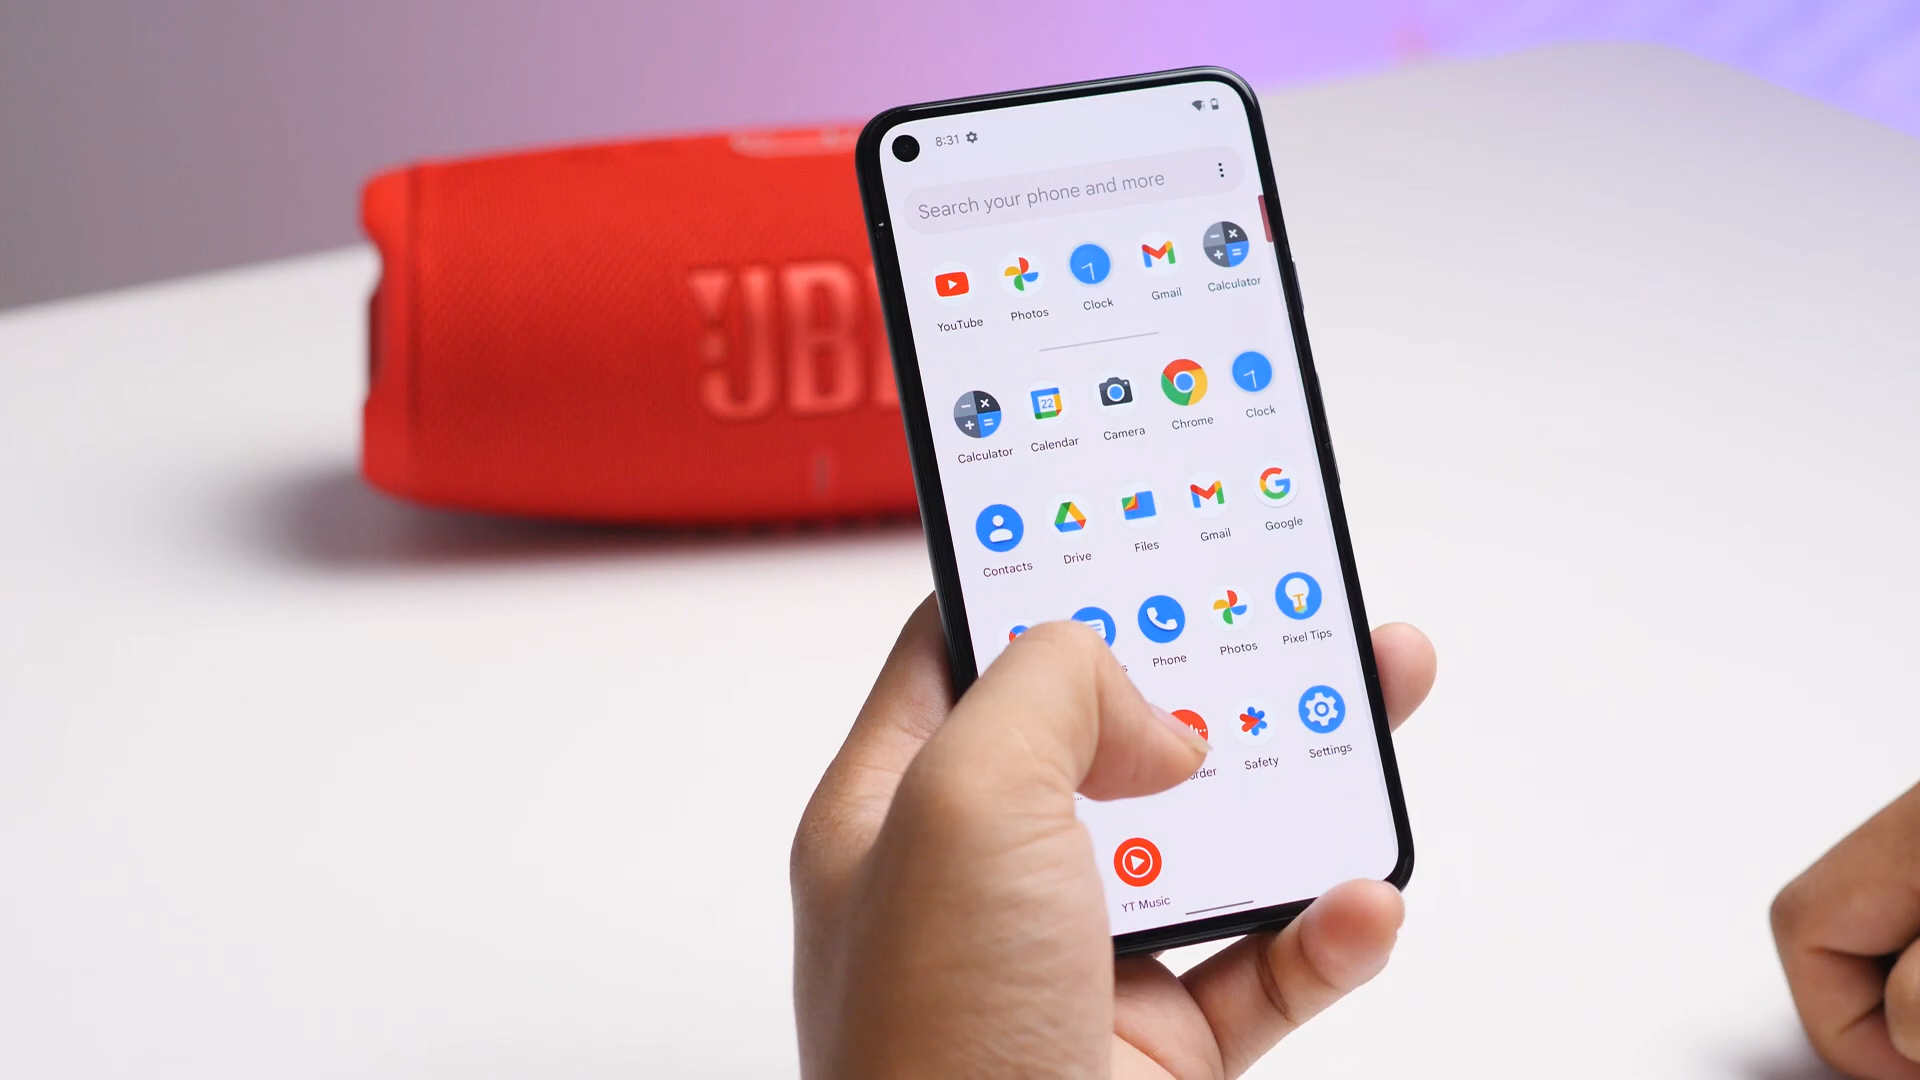 8:31
Search your phone and more
YouTube
Photos
Clock
Gmail
Calculator
Calculator
Calendar
22
Camera
Chrome
Clock
Contacts
Drive
Files
Gmail
Google
Phone
Photos
Pixel Tips
Safety
Settings
YT Music